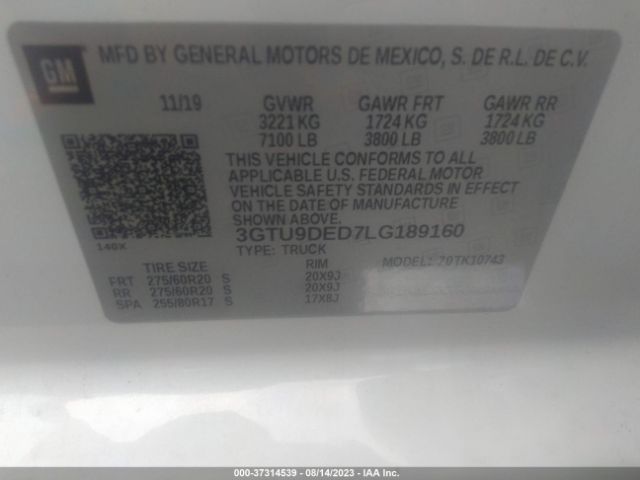 GM
MFD BY GENERAL MOTORS DE MEXICO, S. DE R.L. DE C.V.
11/19 GVWR GAWR FRT GAWR RR
3221 KG 1724 KG 1724 KG
7100 LB 3800 LB 3800 LB
THIS VEHICLE CONFORMS TO ALL
APPLICABLE U.S. FEDERAL MOTOR
VEHICLE SAFETY STANDARDS IN EFFECT
ON THE DATE OF MANUFACTURE
SHOWN ABOVE.
140X
3GTU9DED7LG189160
TYPE: TRUCK MODEL: 79TK10743
TIRE SIZE RIM
FRT 275/60R20 S 20X9J
RR 275/60R20 S 20X9J
SPA 255/80R17 S 17X8J
000-37314539 - 08/14/2023 - IAA Inc.